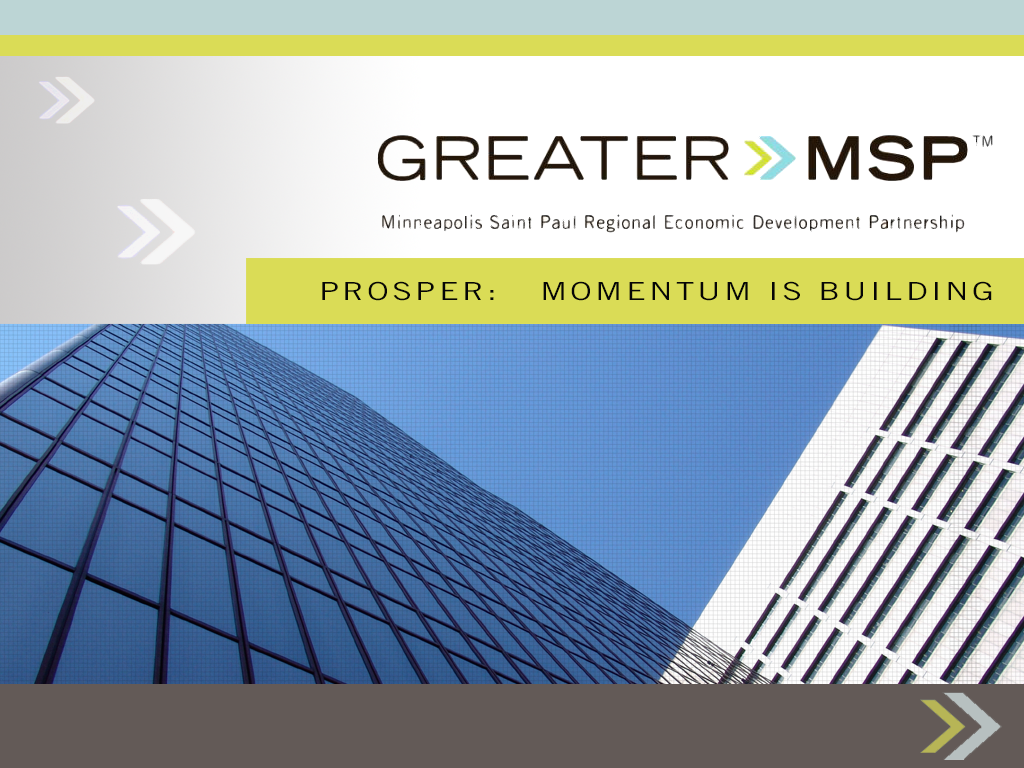 GREATER MSP™
Minneapolis Saint Paul Regional Economic Development Partnership
PROSPER: MOMENTUM IS BUILDING